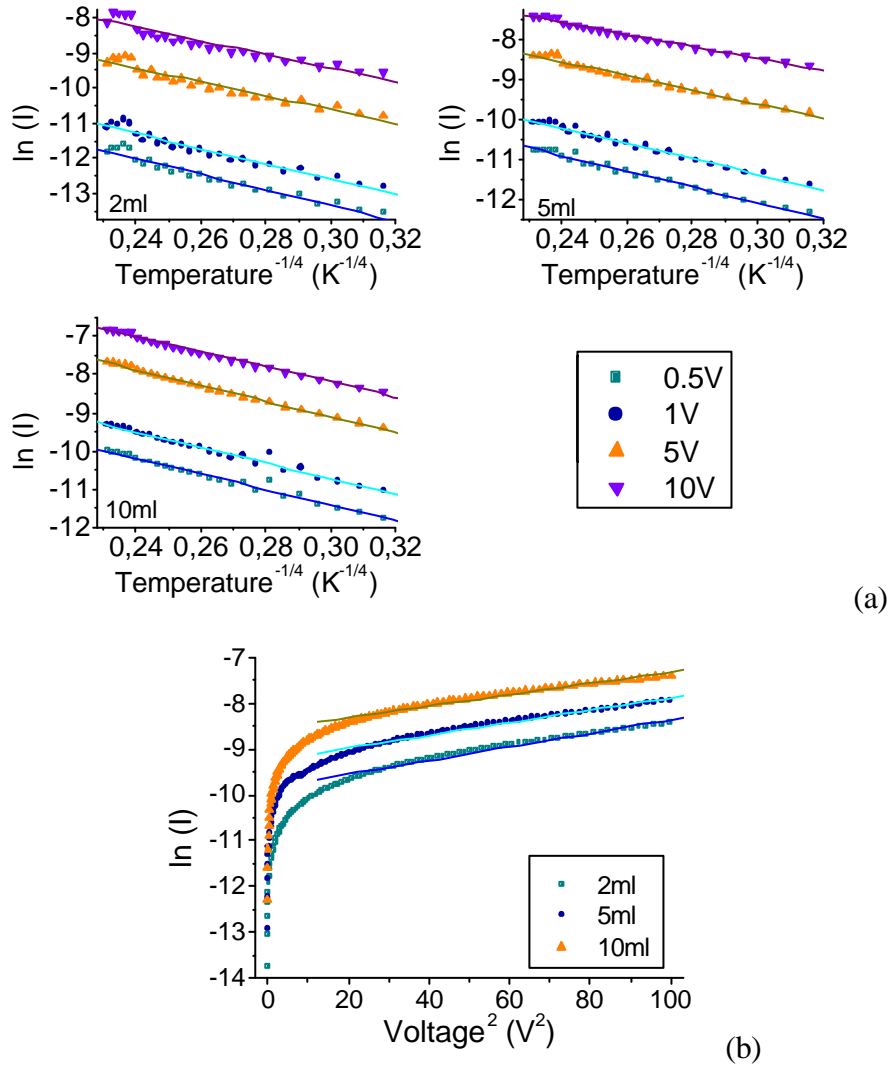 -8
-9
-10
-11
-12
-13
ln (I)
2ml
0,24 0,26 0,28 0,30 0,32
Temperature^-1/4 (K^-1/4)
-7
-8
-9
-10
-11
-12
ln (I)
5ml
0,24 0,26 0,28 0,30 0,32
Temperature^-1/4 (K^-1/4)
-7
-8
-9
-10
-11
-12
ln (I)
10ml
0,24 0,26 0,28 0,30 0,32
Temperature^-1/4 (K^-1/4)
0.5V
1V
5V
10V
(a)
-7
-8
-9
-10
-11
-12
-13
-14
ln (I)
2ml
5ml
10ml
0 20 40 60 80 100
Voltage^2 (V^2)
(b)